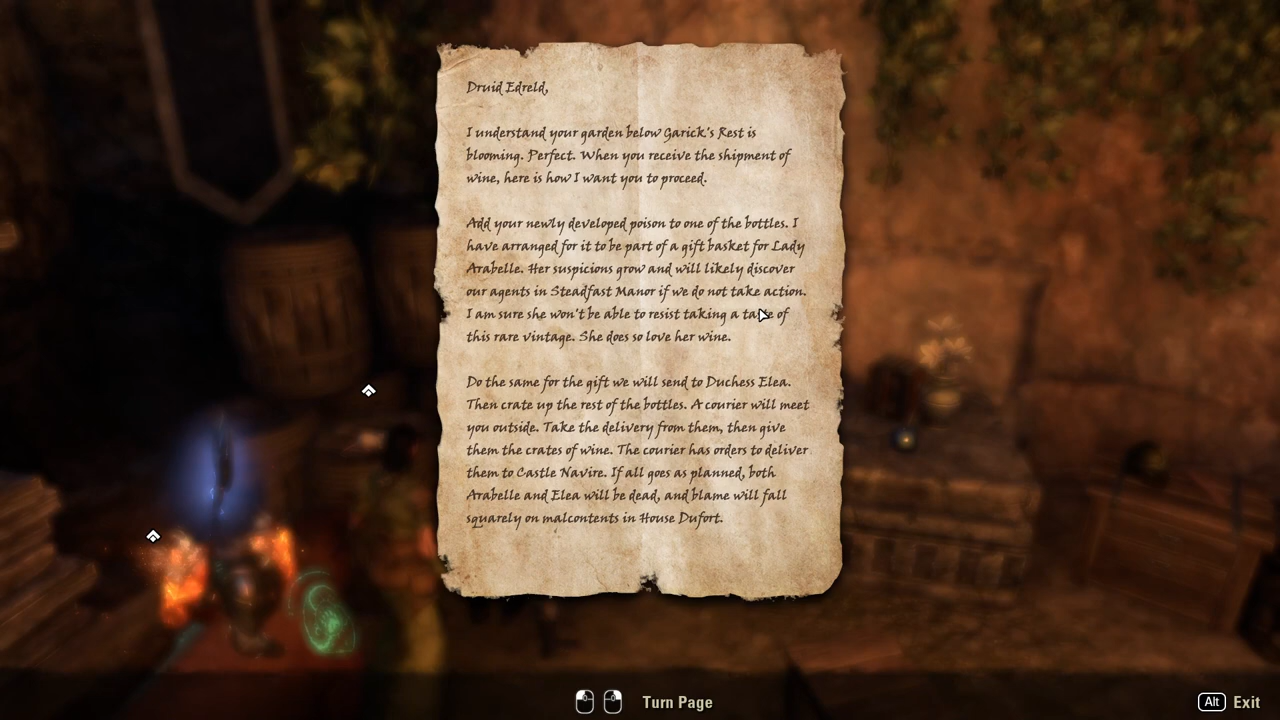 Druid Edreld,
I understand your garden below Garick's Rest is
blooming. Perfect. When you receive the shipment of
wine, here is how I want you to proceed.
Add your newly developed poison to one of the bottles. I
have arranged for it to be part of a gift basket for Lady
Arabelle. Her suspicions grow and will likely discover
our agents in Steadfast Manor if we do not take action.
I am sure she won't be able to resist taking a taste of
this rare vintage. She does so love her wine.
Do the same for the gift we will send to Duchess Elea.
Then crate up the rest of the bottles. A courier will meet
you outside. Take the delivery from them, then give
them the crates of wine. The courier has orders to deliver
them to Castle Navire. If all goes as planned, both
Arabelle and Elea will be dead, and blame will fall
squarely on malcontents in House Dufort.
Turn Page
Alt Exit